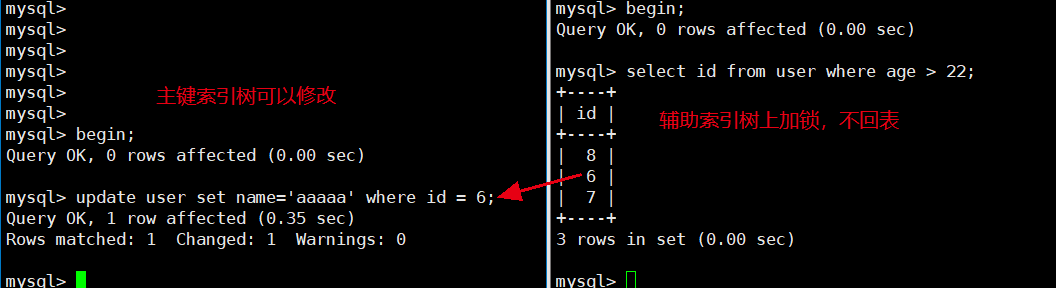 mysql>
mysql>
mysql>
mysql>
mysql>
mysql>
主键索引树可以修改
mysql> begin;
Query OK, 0 rows affected (0.00 sec)
mysql> update user set name='aaaaa' where id = 6;
Query OK, 1 row affected (0.35 sec)
Rows matched: 1  Changed: 1  Warnings: 0
mysql>
mysql> begin;
Query OK, 0 rows affected (0.00 sec)
mysql> select id from user where age > 22;
+----+
| id |
+----+
|  8 |
|  6 |
|  7 |
+----+
辅助索引树上加锁，不回表
3 rows in set (0.00 sec)
mysql>